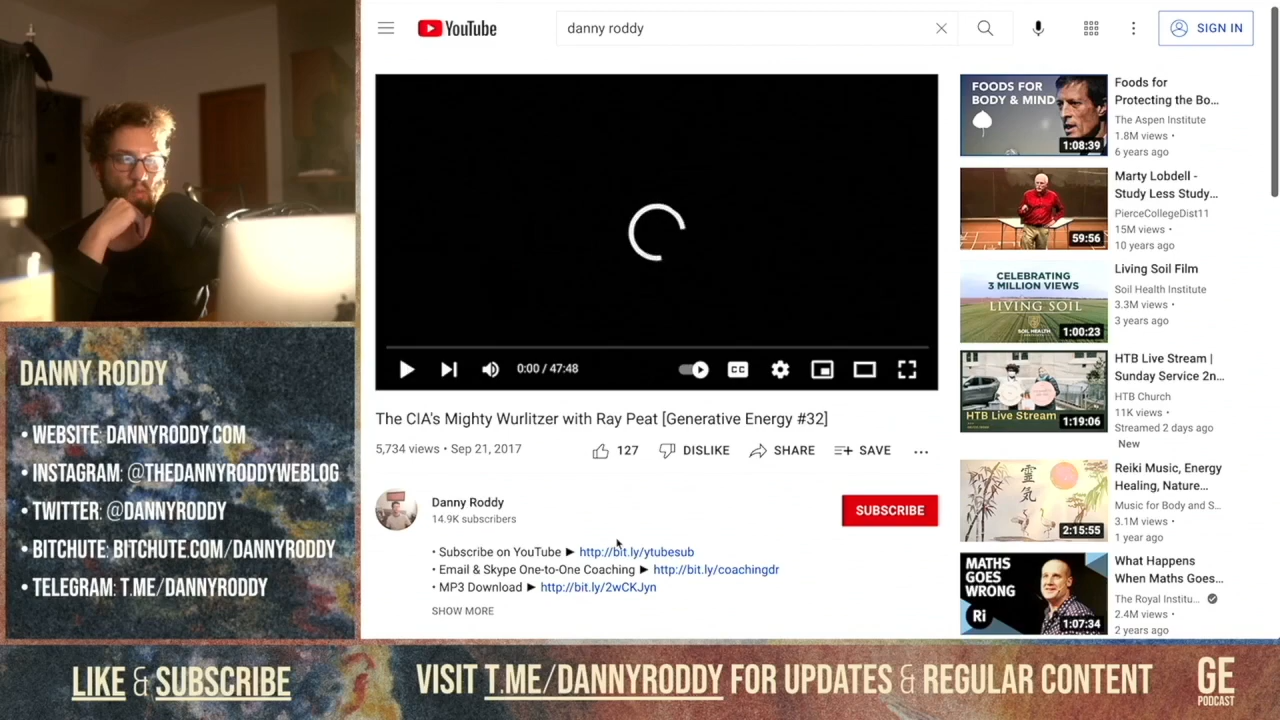 YouTube
danny roddy
SIGN IN
0:00 / 47:48
The CIA's Mighty Wurlitzer with Ray Peat [Generative Energy #32]
5,734 views • Sep 21, 2017
127
DISLIKE
SHARE
SAVE
Danny Roddy
14.9K subscribers
SUBSCRIBE
• Subscribe on YouTube ► http://bit.ly/ytubesub
• Email & Skype One-to-One Coaching ► http://bit.ly/coachingdr
• MP3 Download ► http://bit.ly/2wCKJyn
SHOW MORE
FOODS FOR
BODY & MIND
1:08:39
Foods for
Protecting the Bo...
The Aspen Institute
1.8M views •
6 years ago
59:56
Marty Lobdell -
Study Less Study...
PierceCollegeDist11
15M views •
10 years ago
CELEBRATING
3 MILLION VIEWS
LIVING SOIL
SOIL HEALTH
INSTITUTE
1:00:23
Living Soil Film
Soil Health Institute
3.3M views •
3 years ago
HTB Live Stream
1:19:06
HTB Live Stream |
Sunday Service 2n...
HTB Church
11K views •
Streamed 2 days ago
New
靈氣
2:15:55
Reiki Music, Energy
Healing, Nature...
Music for Body and S...
3.1M views •
1 year ago
MATHS
GOES
WRONG
Ri
1:07:34
What Happens
When Maths Goes...
The Royal Institu...
2.4M views •
2 years ago
DANNY RODDY
• WEBSITE: DANNYRODDY.COM
• INSTAGRAM: @THEDANNYRODDYWEBLOG
• TWITTER: @DANNYRODDY
• BITCHUTE: BITCHUTE.COM/DANNYRODDY
• TELEGRAM: T.ME/DANNYRODDY
LIKE & SUBSCRIBE
VISIT T.ME/DANNYRODDY FOR UPDATES & REGULAR CONTENT
GE
PODCAST